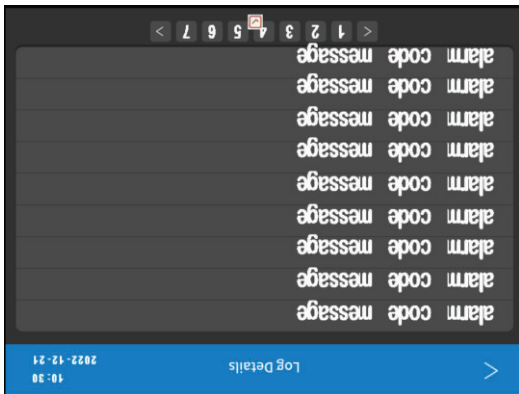 < Log Details 10:30
2022-12-21
alarm code message
alarm code message
alarm code message
alarm code message
alarm code message
alarm code message
alarm code message
alarm code message
alarm code message
< 1 2 3 4 5 6 7 >